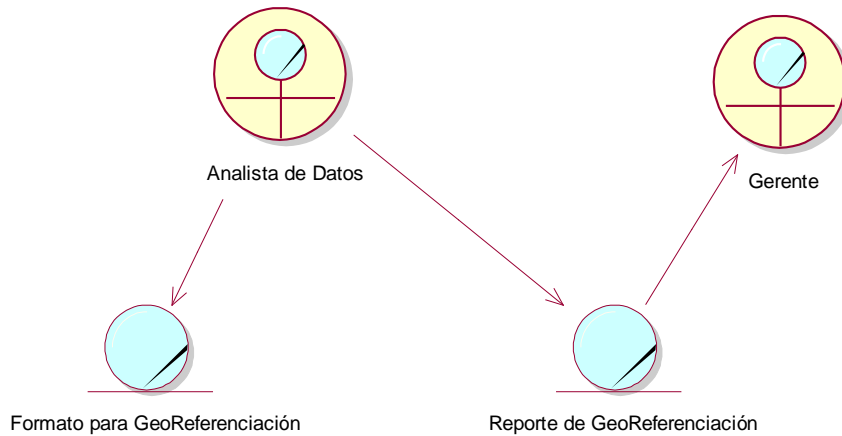 Analista de Datos
Gerente
Formato para GeoReferenciación
Reporte de GeoReferenciación